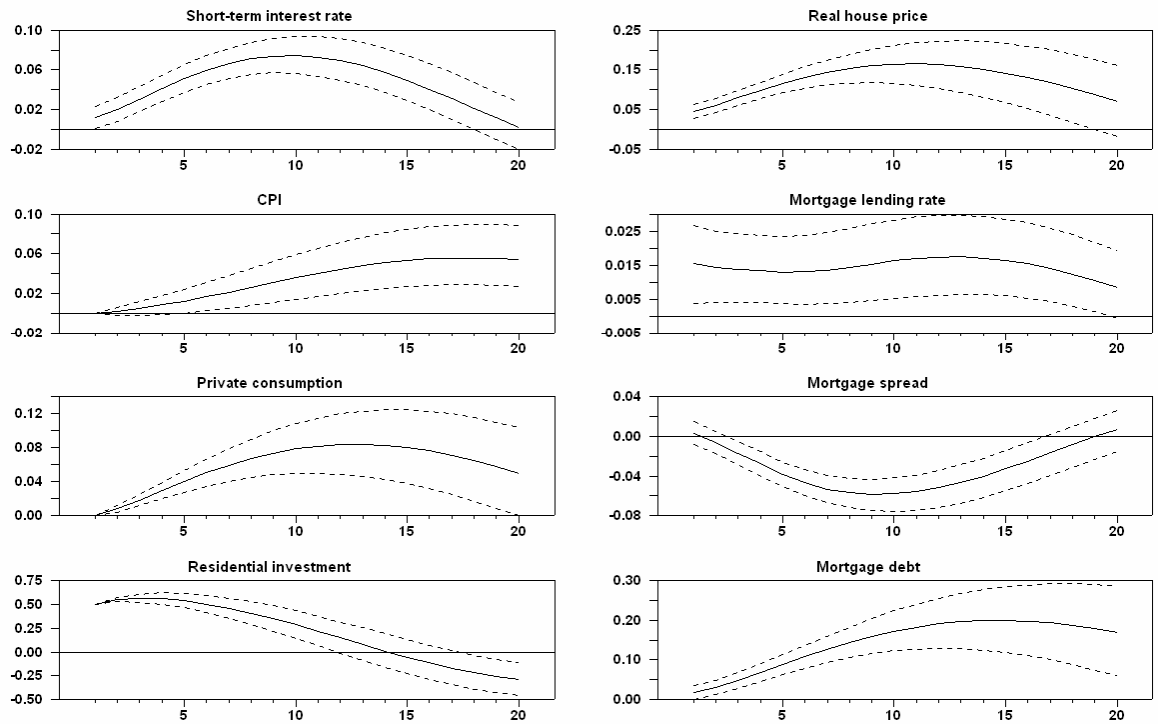 Short-term interest rate
0.10
0.06
0.02
-0.02
5 10 15 20
Real house price
0.25
0.15
0.05
-0.05
5 10 15 20
CPI
0.10
0.06
0.02
-0.02
5 10 15 20
Mortgage lending rate
0.025
0.015
0.005
-0.005
5 10 15 20
Private consumption
0.12
0.08
0.04
0.00
5 10 15 20
Mortgage spread
0.04
0.00
-0.04
-0.08
5 10 15 20
Residential investment
0.75
0.50
0.25
0.00
-0.25
-0.50
5 10 15 20
Mortgage debt
0.30
0.20
0.10
0.00
5 10 15 20